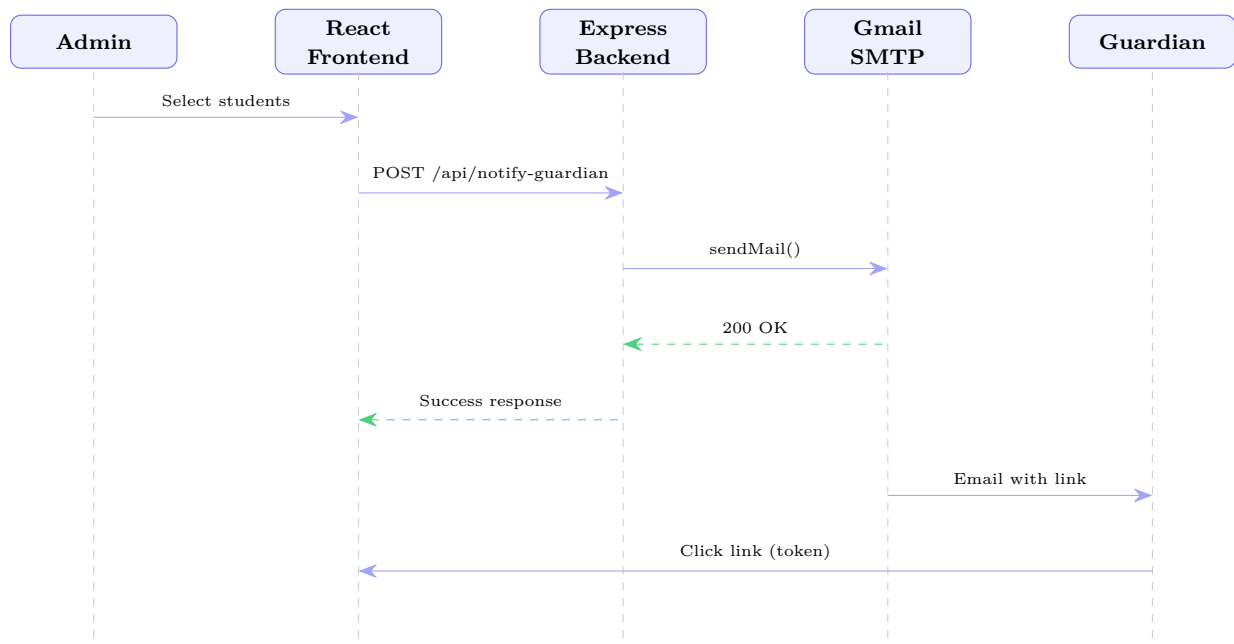 Admin
React
Frontend
Express
Backend
Gmail
SMTP
Guardian
Select students
POST /api/notify-guardian
sendMail()
200 OK
Success response
Email with link
Click link (token)